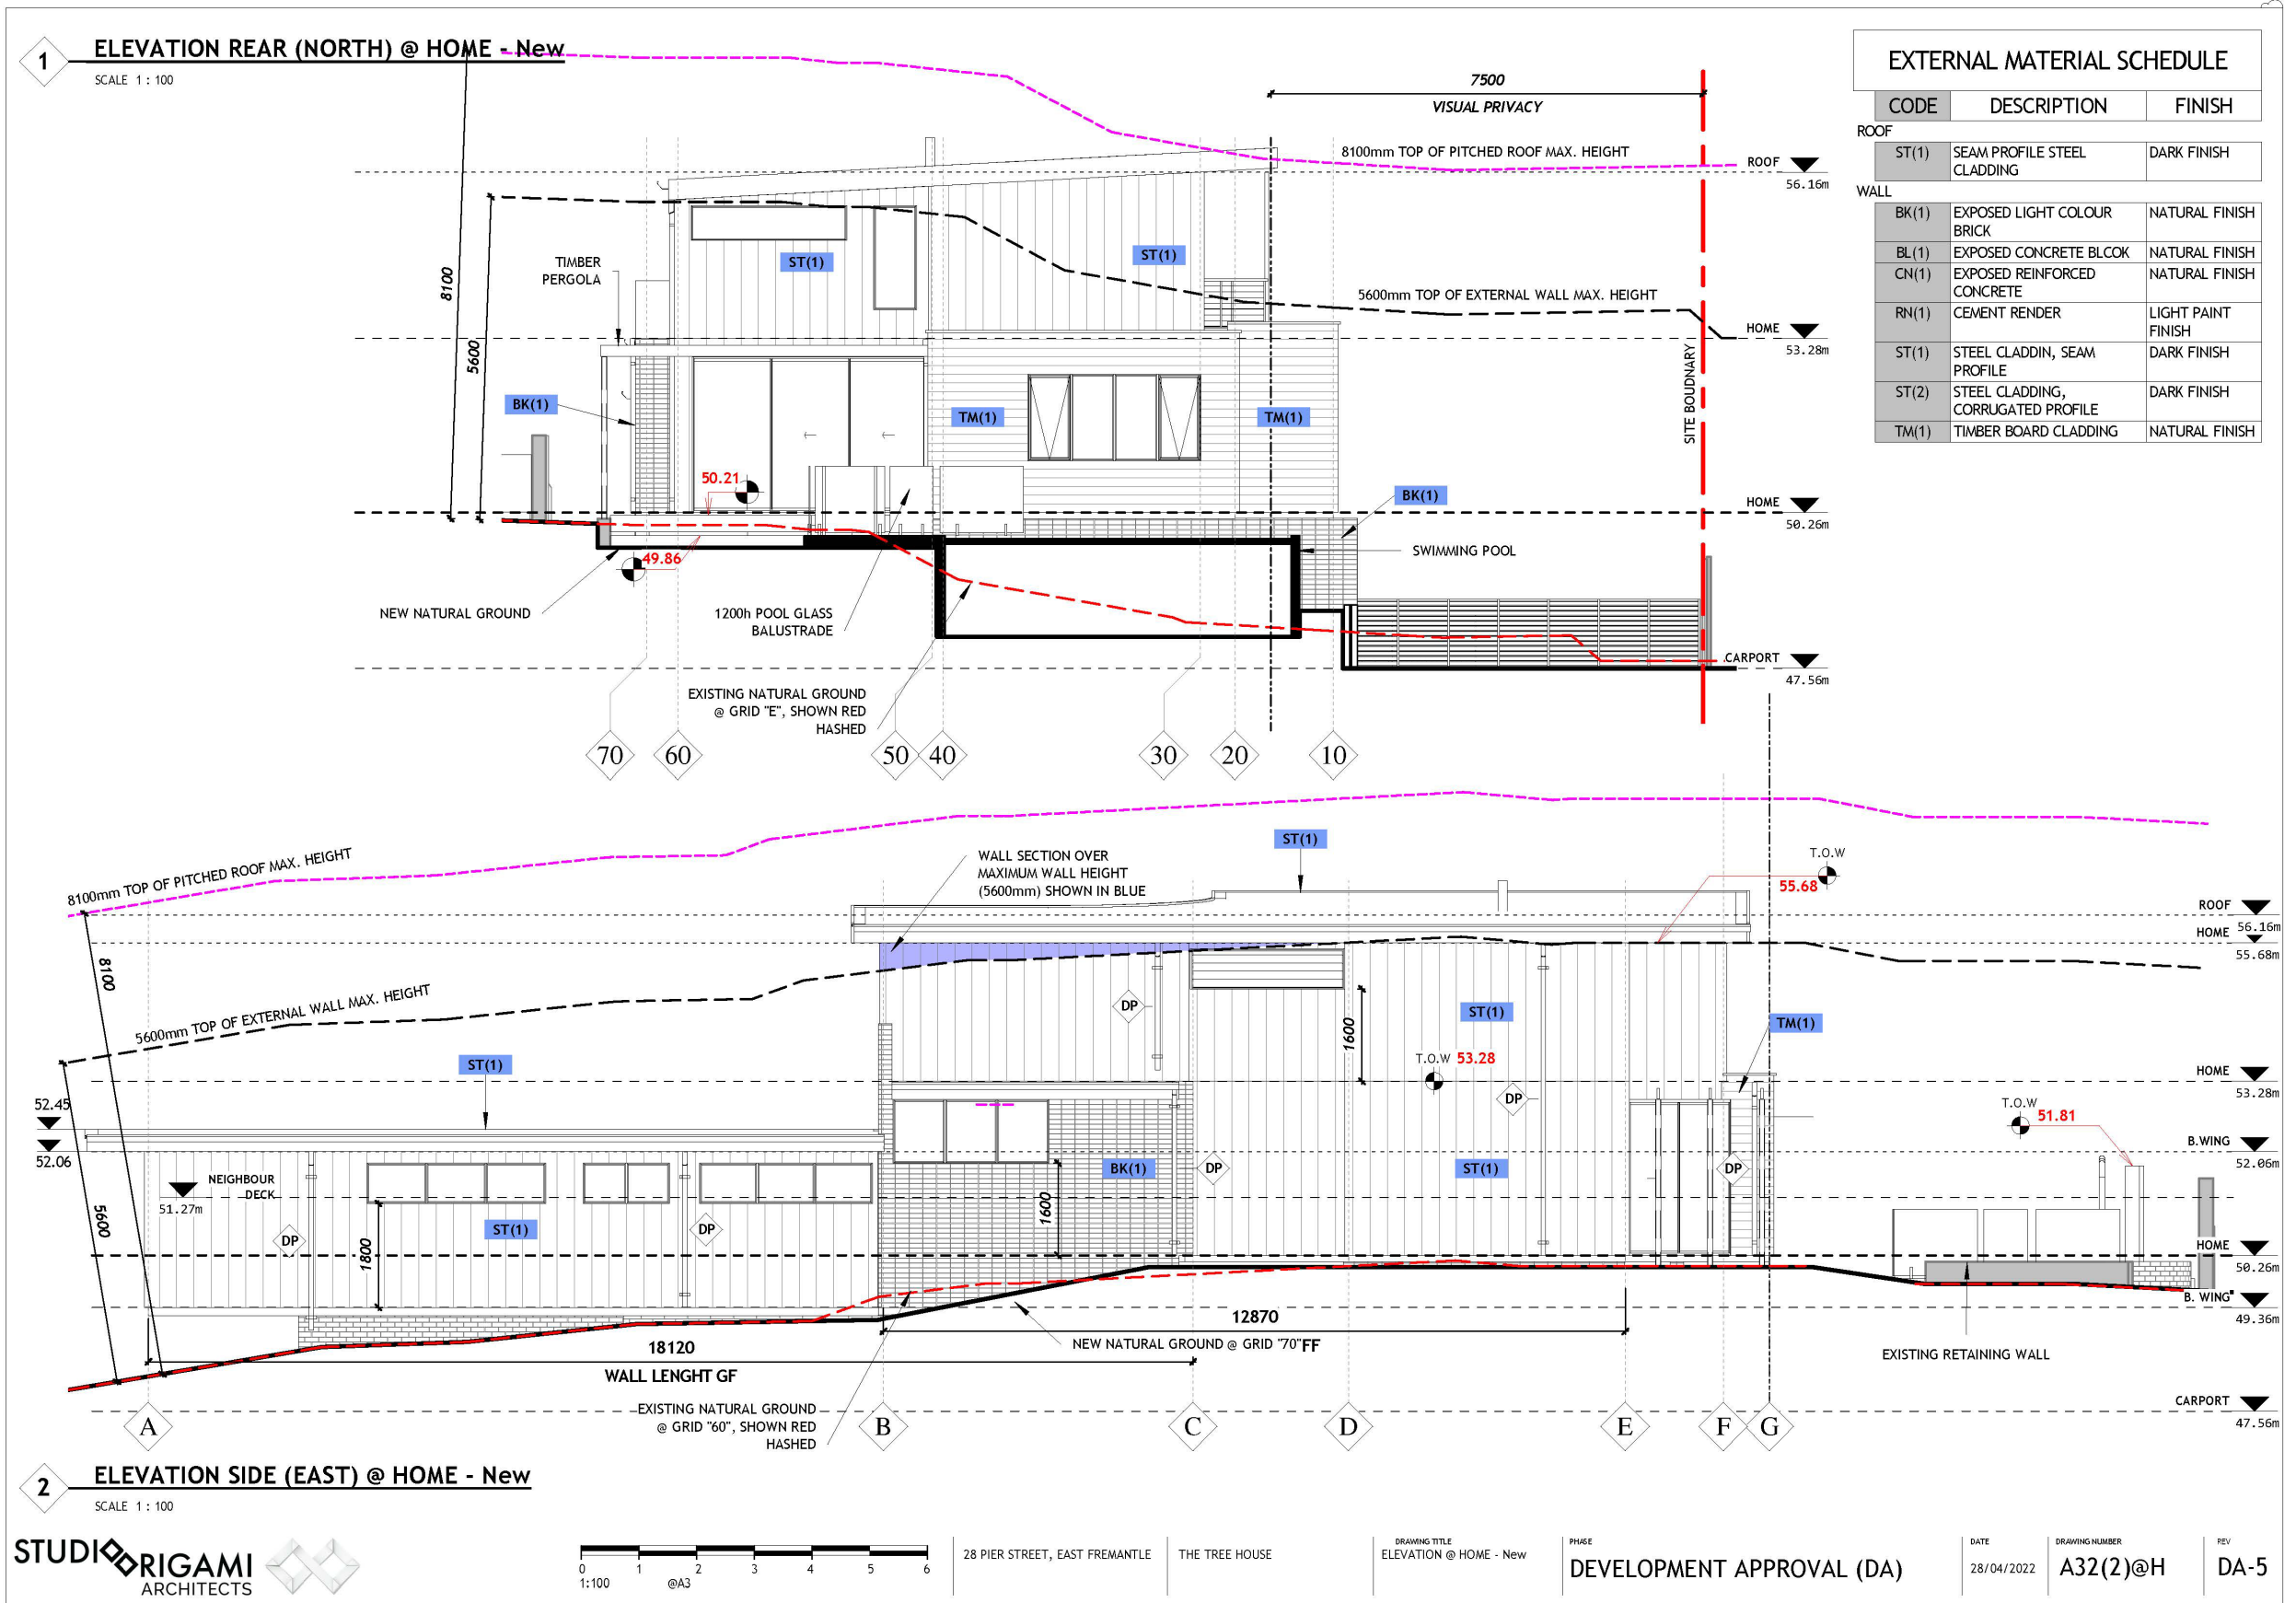 1
ELEVATION REAR (NORTH) @ HOME - New
SCALE 1 : 100
7500
VISUAL PRIVACY
8100mm TOP OF PITCHED ROOF MAX. HEIGHT
ROOF
56.16m
TIMBER
PERGOLA
ST(1)
ST(1)
8100
5600
5600mm TOP OF EXTERNAL WALL MAX. HEIGHT
HOME
53.28m
SITE BOUDNARY
BK(1)
TM(1)
TM(1)
50.21
BK(1)
HOME
50.26m
49.86
SWIMMING POOL
NEW NATURAL GROUND
1200h POOL GLASS
BALUSTRADE
CARPORT
47.56m
EXISTING NATURAL GROUND
@ GRID "E", SHOWN RED
HASHED
70
60
50
40
30
20
10
EXTERNAL MATERIAL SCHEDULE
CODE DESCRIPTION FINISH
ROOF
ST(1) SEAM PROFILE STEEL DARK FINISH
CLADDING
WALL
BK(1) EXPOSED LIGHT COLOUR NATURAL FINISH
BRICK
BL(1) EXPOSED CONCRETE BLCOK NATURAL FINISH
CN(1) EXPOSED REINFORCED NATURAL FINISH
CONCRETE
RN(1) CEMENT RENDER LIGHT PAINT
FINISH
ST(1) STEEL CLADDIN, SEAM DARK FINISH
PROFILE
ST(2) STEEL CLADDING, DARK FINISH
CORRUGATED PROFILE
TM(1) TIMBER BOARD CLADDING NATURAL FINISH
8100mm TOP OF PITCHED ROOF MAX. HEIGHT
WALL SECTION OVER
MAXIMUM WALL HEIGHT
(5600mm) SHOWN IN BLUE
ST(1)
T.O.W
55.68
ROOF
56.16m
HOME
55.68m
8100
5600mm TOP OF EXTERNAL WALL MAX. HEIGHT
DP
ST(1)
TM(1)
1600
T.O.W 53.28
ST(1)
HOME
53.28m
DP
52.45
T.O.W
51.81
52.06
B.WING
52.06m
NEIGHBOUR
DECK
51.27m
BK(1)
DP
ST(1)
DP
5600
DP
1800
ST(1)
DP
1600
HOME
50.26m
B. WING
49.36m
12870
NEW NATURAL GROUND @ GRID "70"FF
18120
WALL LENGHT GF
EXISTING RETAINING WALL
EXISTING NATURAL GROUND
@ GRID "60", SHOWN RED
HASHED
CARPORT
47.56m
A
B
C
D
E
F
G
2
ELEVATION SIDE (EAST) @ HOME - New
SCALE 1 : 100
STUDIO ORIGAMI
ARCHITECTS
0 1 2 3 4 5 6
1:100 @A3
28 PIER STREET, EAST FREMANTLE
THE TREE HOUSE
DRAWING TITLE
ELEVATION @ HOME - New
PHASE
DEVELOPMENT APPROVAL (DA)
DATE
28/04/2022
DRAWING NUMBER
A32(2)@H
REV
DA-5